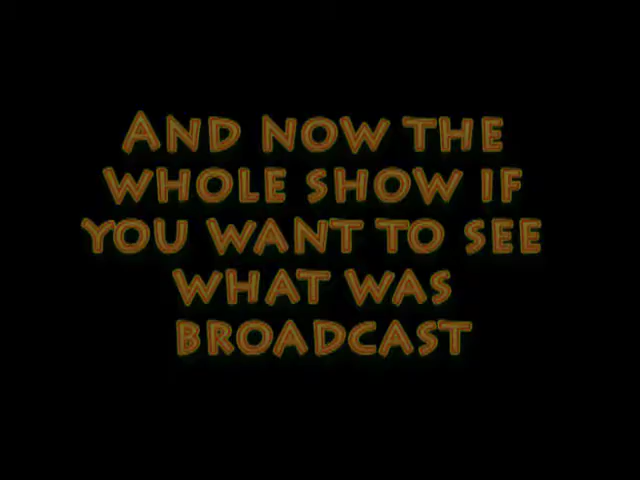 And now the
whole show if
you want to see
what was
broadcast